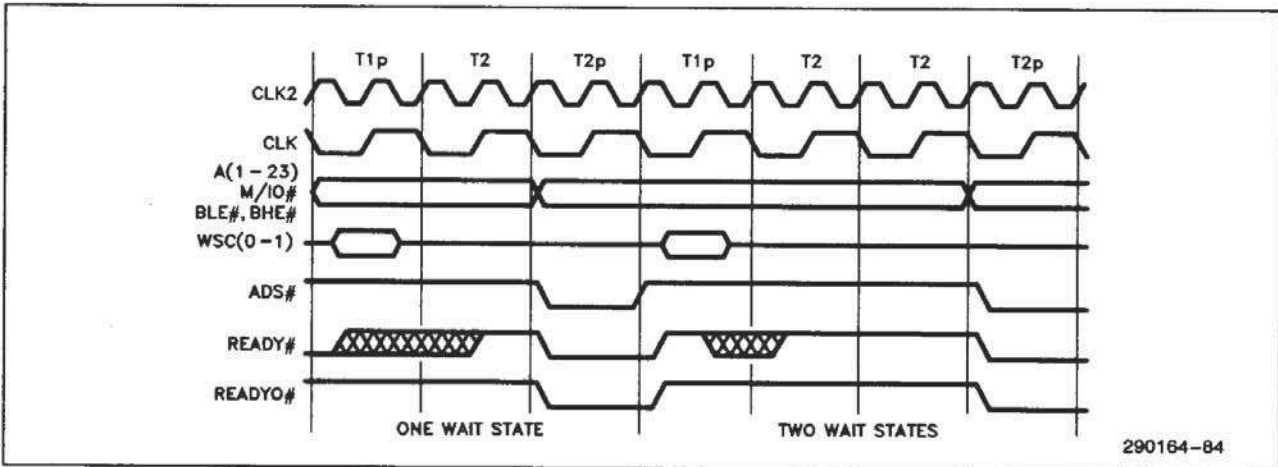 T1p T2 T2p T1p T2 T2 T2p
CLK2
CLK
A(1-23)
M/IO#
BLE#, BHE#
WSC(0-1)
ADS#
READY#
READYO#
ONE WAIT STATE TWO WAIT STATES
290164-84